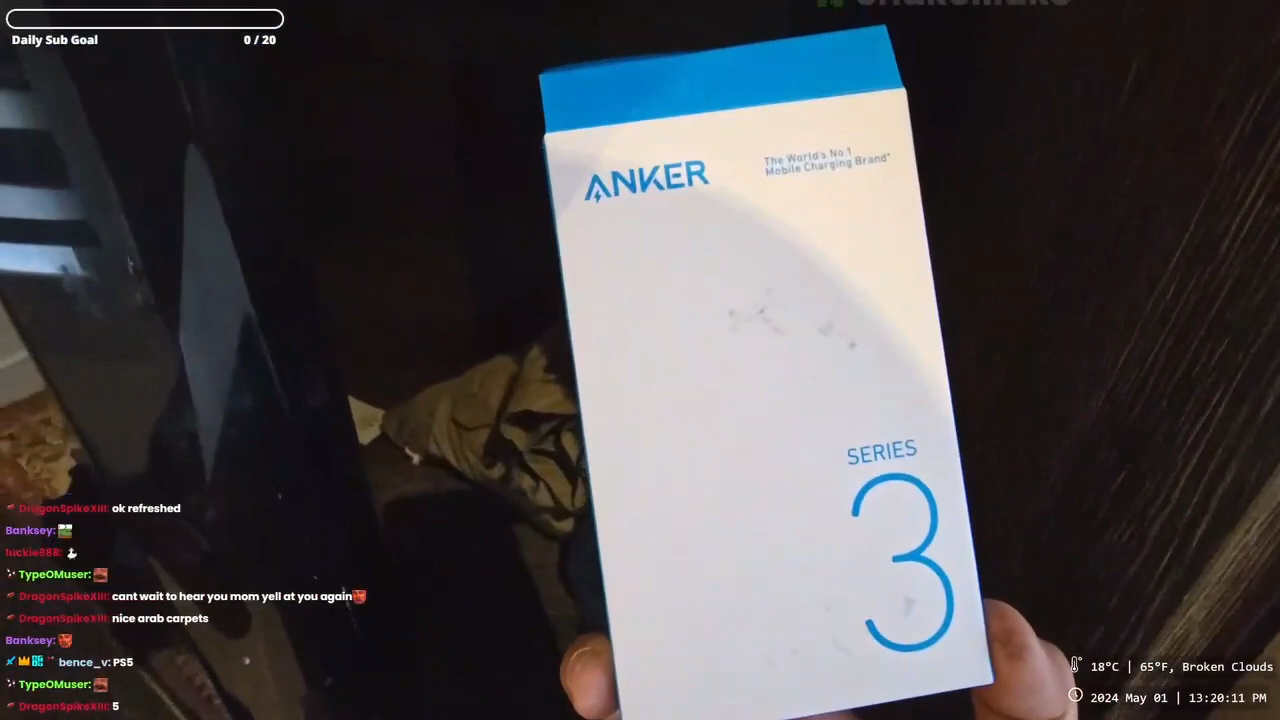 Daily Sub Goal
0 / 20
ANKER
The World's No.1
Mobile Charging Brand*
SERIES
3
DragonSpikeXIII: ok refreshed
Banksey:
luckie888:
TypeOMuser:
DragonSpikeXIII: cant wait to hear you mom yell at you again
DragonSpikeXIII: nice arab carpets
Banksey:
bence_v: PS5
TypeOMuser:
DragonSpikeXIII: 5
18°C | 65°F, Broken Clouds
2024 May 01 | 13:20:11 PM